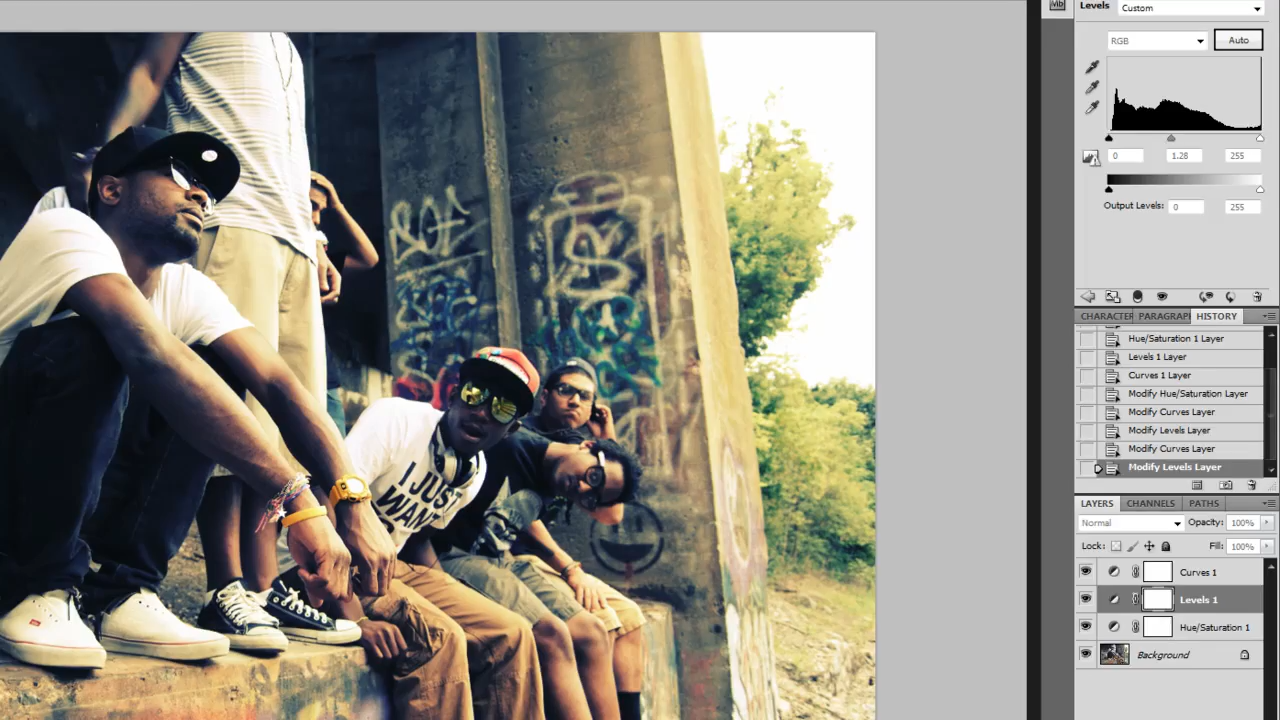 Mb
Levels Custom
RGB Auto
0 1.28 255
Output Levels: 0 255
CHARACTER PARAGRAPH HISTORY
Hue/Saturation 1 Layer
Levels 1 Layer
Curves 1 Layer
Modify Hue/Saturation Layer
Modify Curves Layer
Modify Levels Layer
Modify Curves Layer
Modify Levels Layer
LAYERS CHANNELS PATHS
Normal Opacity: 100%
Lock: Fill: 100%
Curves 1
Levels 1
Hue/Saturation 1
Background
I JUST
WANT